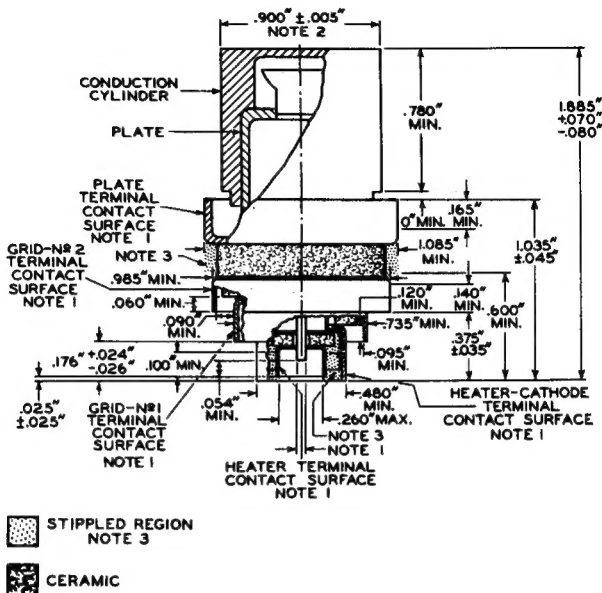 .900" ±.005"
NOTE 2
CONDUCTION
CYLINDER
PLATE
.780"
MIN.
1.885"
+.070"
-.080"
PLATE
TERMINAL
CONTACT
SURFACE
NOTE 1
.165"
0" MIN. MIN.
NOTE 3
1.085"
MIN.
1.035"
±.045"
GRID-Nº2
TERMINAL
CONTACT
SURFACE
NOTE 1
.985" MIN.
.060" MIN.
.120"
MIN.
.140"
MIN.
.600"
MIN.
.090"
MIN.
.735" MIN.
.375"
±.035"
.176" +.024"
-.026"
.100" MIN.
.095"
MIN.
.025"
±.025"
.054"
MIN.
.480"
MIN.
.260" MAX.
GRID-Nº1
TERMINAL
CONTACT
SURFACE
NOTE 1
HEATER-CATHODE
TERMINAL
CONTACT SURFACE
NOTE 1
NOTE 3
NOTE 1
HEATER TERMINAL
CONTACT SURFACE
NOTE 1
STIPPLED REGION
NOTE 3
CERAMIC